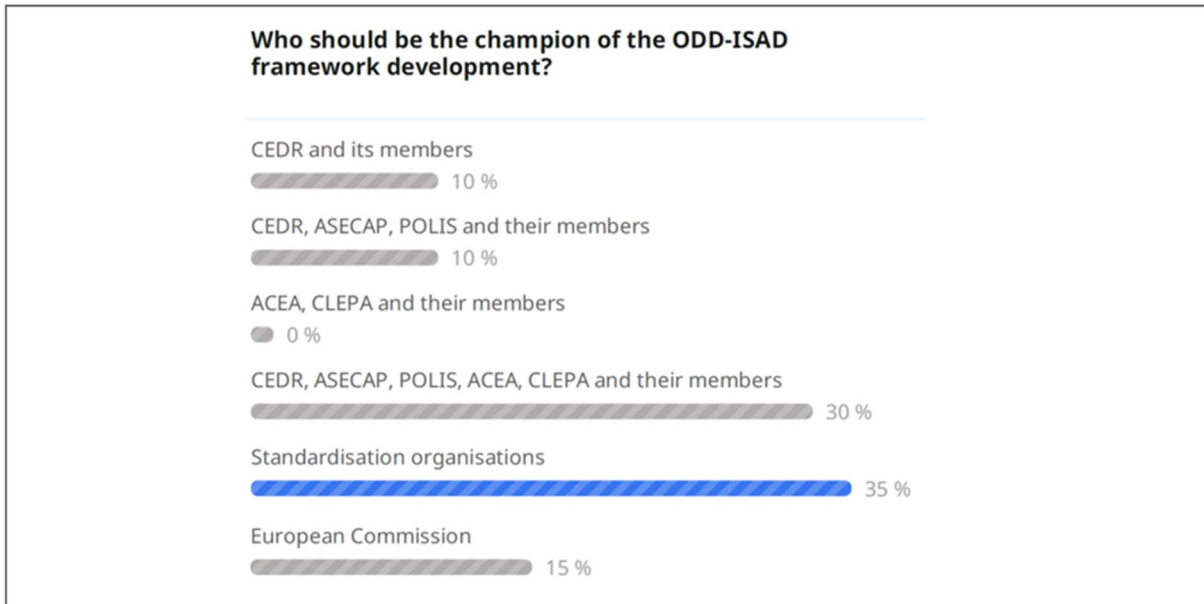 Who should be the champion of the ODD-ISAD
framework development?
CEDR and its members
10 %
CEDR, ASECAP, POLIS and their members
10 %
ACEA, CLEPA and their members
0 %
CEDR, ASECAP, POLIS, ACEA, CLEPA and their members
30 %
Standardisation organisations
35 %
European Commission
15 %